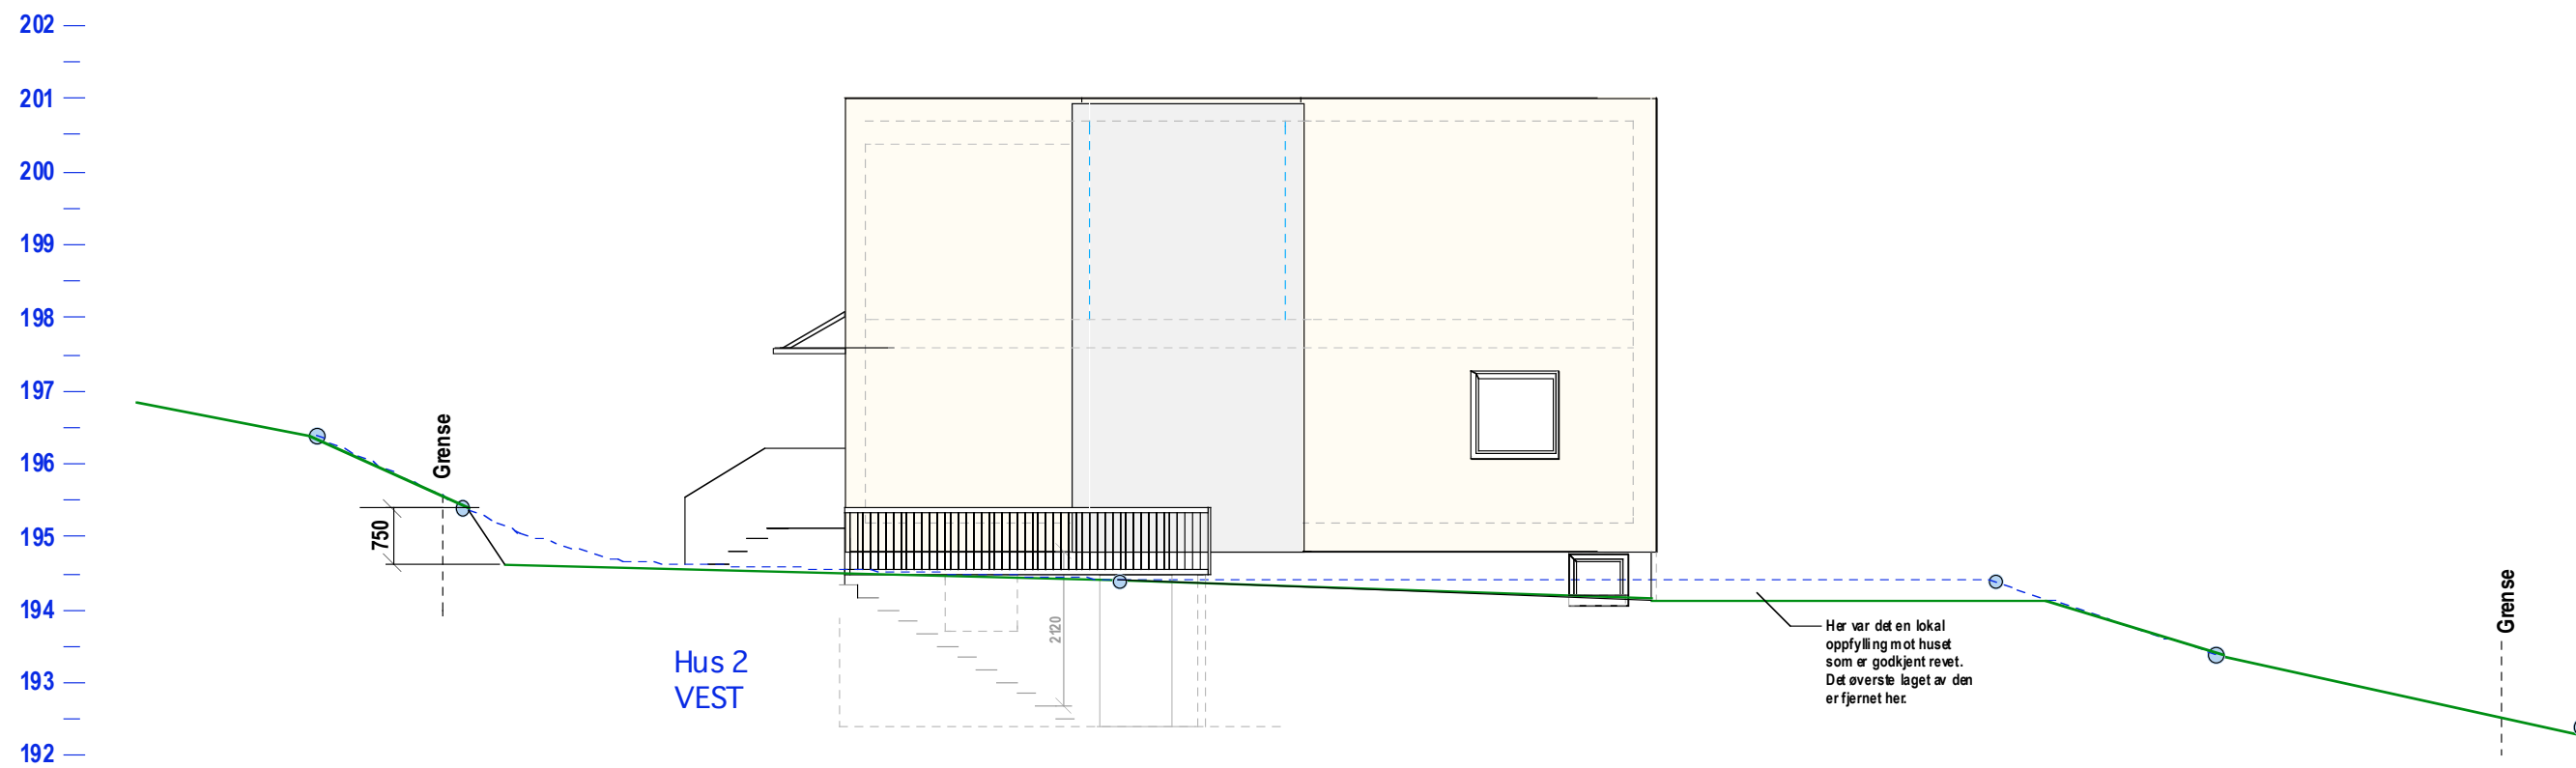 202
201
200
199
198
197
196
195
194
193
192
Grense
750
2120
Hus 2
VEST
Her var det en lokal
oppfylling mot huset
som er godkjent revet.
Det øverste laget av den
er fjernet her.
Grense